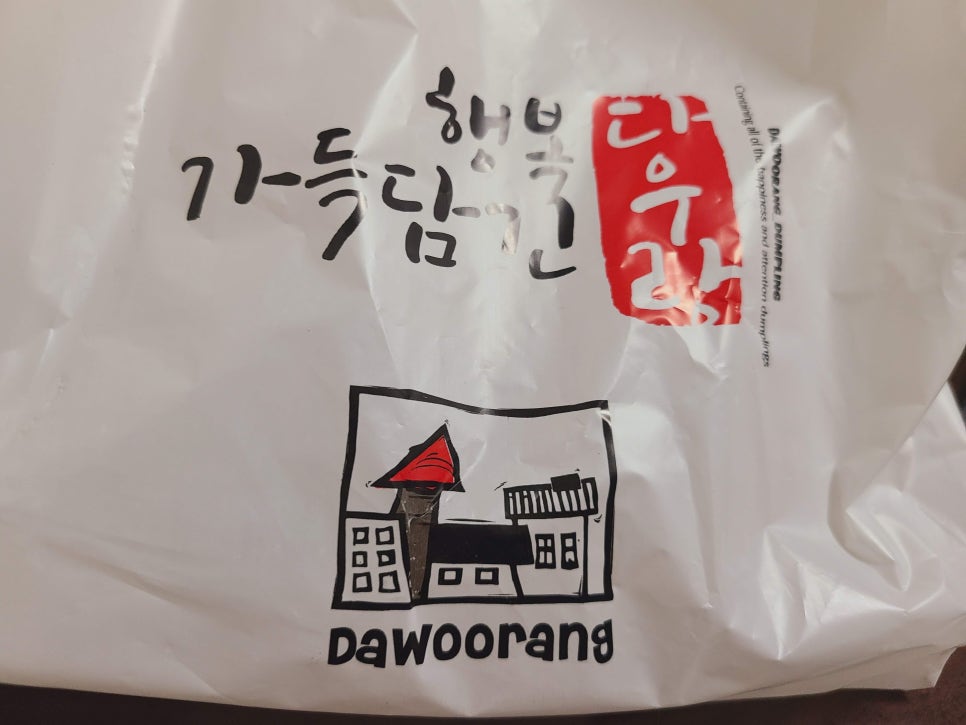 행복
가득담긴
다우랑
DAWOORANG DUMPLING
Containing all of the happiness and attention dumplings
Dawoorang